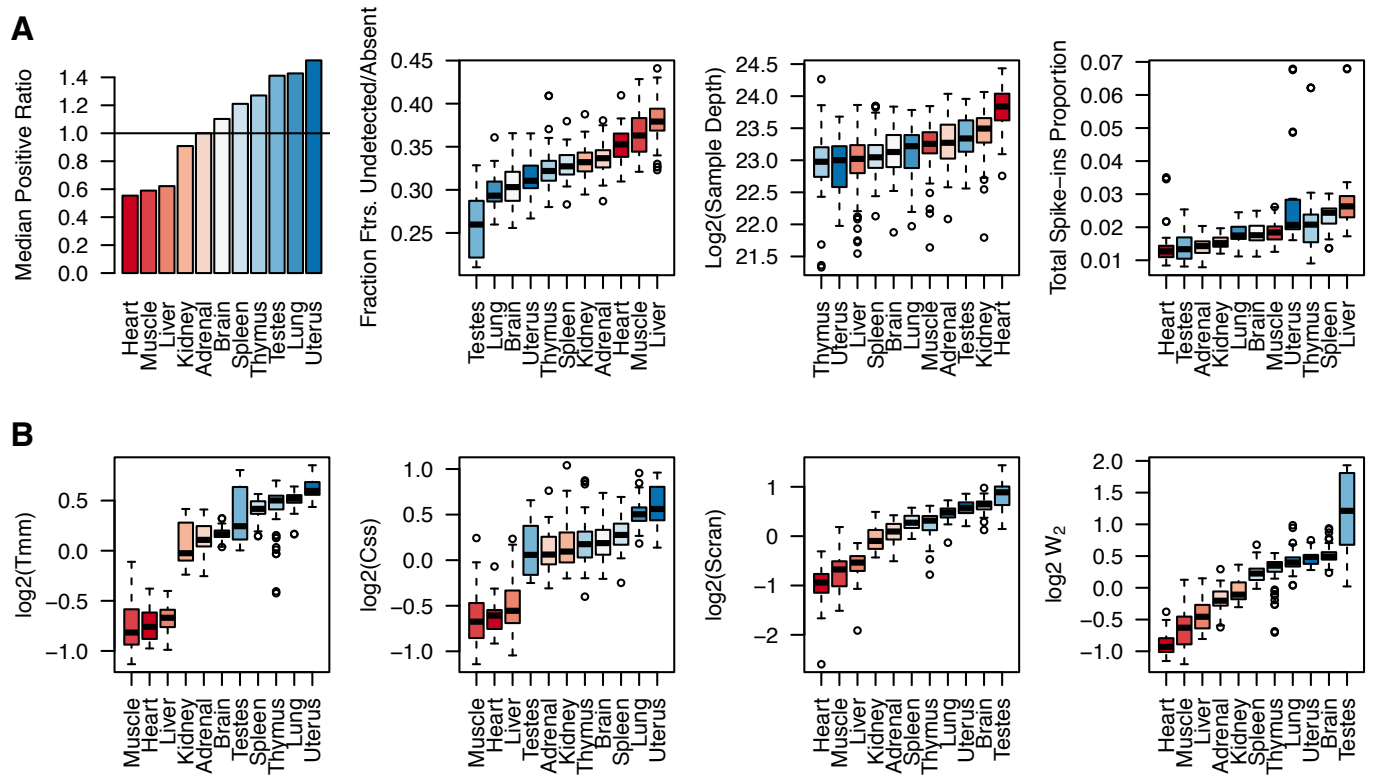 A
Median Positive Ratio
0.0
0.2
0.4
0.6
0.8
1.0
1.2
1.4
Heart
Muscle
Liver
Kidney
Adrenal
Brain
Spleen
Thymus
Testes
Lung
Uterus
Fraction Ftrs. Undetected/Absent
0.25
0.30
0.35
0.40
0.45
Testes
Lung
Brain
Uterus
Thymus
Spleen
Kidney
Adrenal
Heart
Muscle
Liver
Log2(Sample Depth)
21.5
22.0
22.5
23.0
23.5
24.0
24.5
Thymus
Uterus
Liver
Spleen
Brain
Lung
Muscle
Adrenal
Testes
Kidney
Heart
Total Spike−ins Proportion
0.01
0.02
0.03
0.04
0.05
0.06
0.07
Heart
Testes
Adrenal
Kidney
Lung
Brain
Muscle
Uterus
Thymus
Spleen
Liver
B
log2(Tmm)
−1.0
−0.5
0.0
0.5
Muscle
Heart
Liver
Kidney
Adrenal
Brain
Testes
Spleen
Thymus
Lung
Uterus
log2(Css)
−1.0
−0.5
0.0
0.5
1.0
Muscle
Heart
Liver
Testes
Adrenal
Kidney
Thymus
Brain
Spleen
Lung
Uterus
log2(Scran)
−2
−1
0
1
Heart
Muscle
Liver
Kidney
Adrenal
Spleen
Thymus
Lung
Uterus
Brain
Testes
log2 W₂
−1.0
−0.5
0.0
0.5
1.0
1.5
2.0
Heart
Muscle
Liver
Adrenal
Kidney
Spleen
Thymus
Lung
Uterus
Brain
Testes